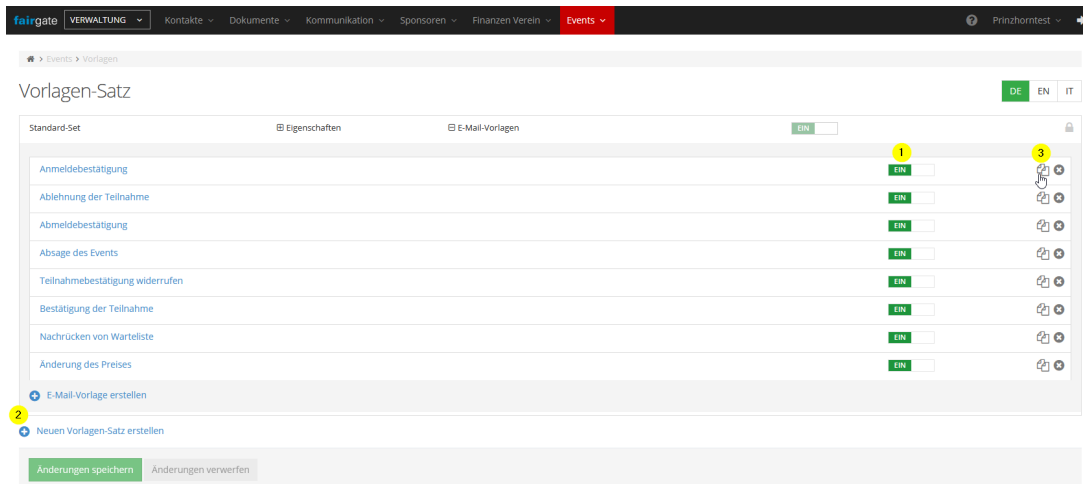 fairgate VERWALTUNG Kontakte Dokumente Kommunikation Sponsoren Finanzen Verein Events Prinzhorntest
Events > Vorlagen
Vorlagen-Satz DE EN IT
Standard-Set Eigenschaften E-Mail-Vorlagen EIN
1 3
Anmeldebestätigung EIN
Ablehnung der Teilnahme EIN
Abmeldebestätigung EIN
Absage des Events EIN
Teilnahmebestätigung widerrufen EIN
Bestätigung der Teilnahme EIN
Nachrücken von Warteliste EIN
Änderung des Preises EIN
E-Mail-Vorlage erstellen
2
Neuen Vorlagen-Satz erstellen
Änderungen speichern Änderungen verwerfen